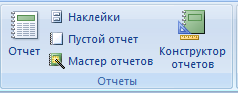 Отчет
Наклейки
Пустой отчет
Мастер отчетов
Конструктор
отчетов
Отчеты